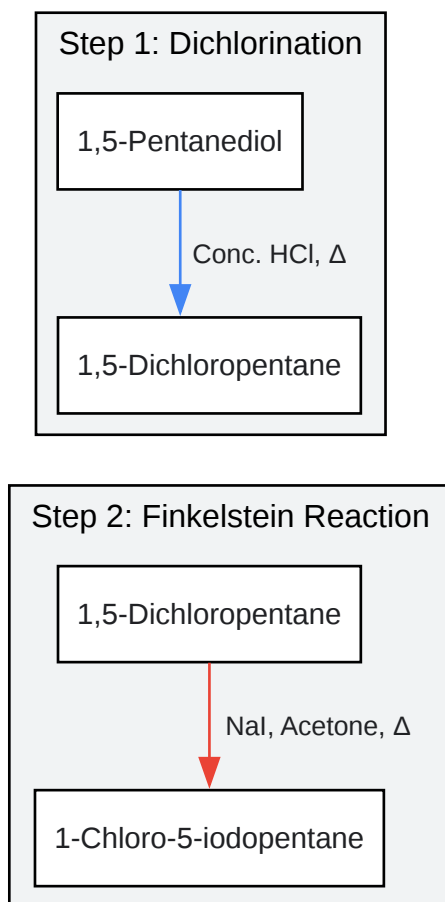 Step 1: Dichlorination
1,5-Pentanediol
Conc. HCl, Δ
1,5-Dichloropentane
Step 2: Finkelstein Reaction
1,5-Dichloropentane
NaI, Acetone, Δ
1-Chloro-5-iodopentane